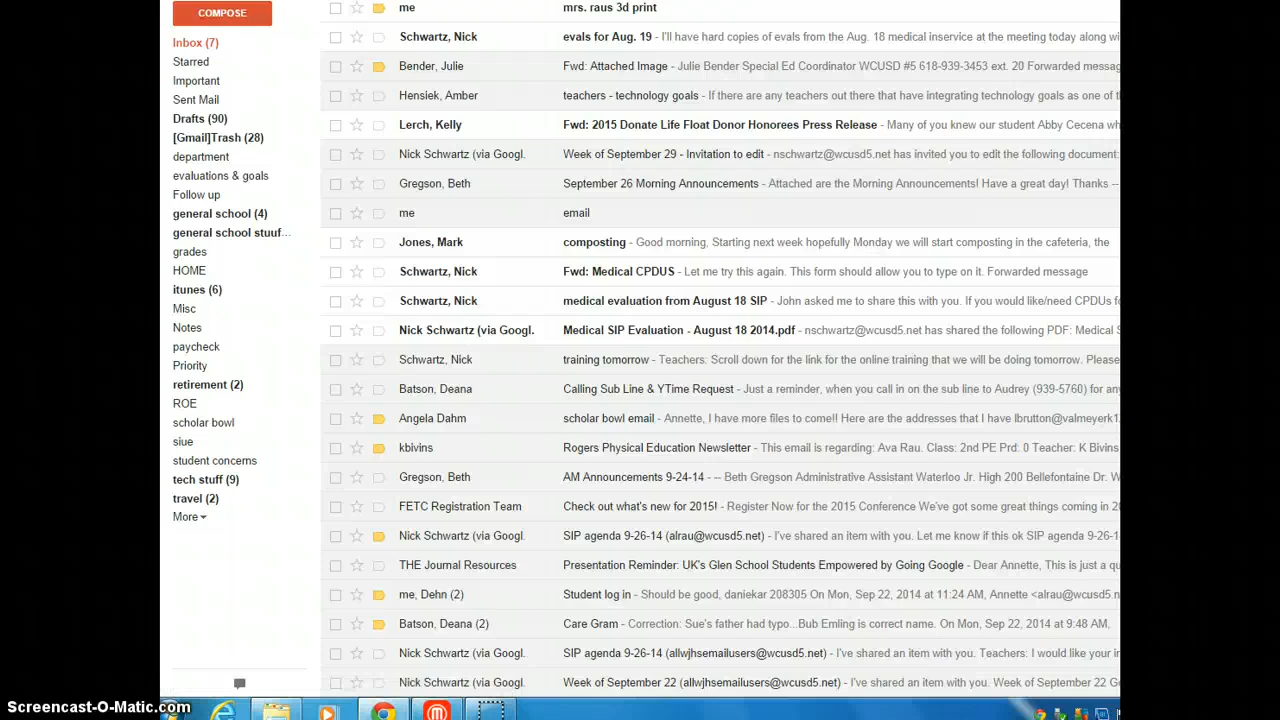 COMPOSE
Inbox (7)
Starred
Important
Sent Mail
Drafts (90)
[Gmail]Trash (28)
department
evaluations & goals
Follow up
general school (4)
general school stuuf...
grades
HOME
itunes (6)
Misc
Notes
paycheck
Priority
retirement (2)
ROE
scholar bowl
siue
student concerns
tech stuff (9)
travel (2)
More
me mrs. raus 3d print
Schwartz, Nick evals for Aug. 19 - I'll have hard copies of evals from the Aug. 18 medical inservice at the meeting today along wi
Bender, Julie Fwd: Attached Image - Julie Bender Special Ed Coordinator WCUSD #5 618-939-3453 ext. 20 Forwarded messag
Hensiek, Amber teachers - technology goals - If there are any teachers out there that have integrating technology goals as one of t
Lerch, Kelly Fwd: 2015 Donate Life Float Donor Honorees Press Release - Many of you knew our student Abby Cecena wh
Nick Schwartz (via Googl. Week of September 29 - Invitation to edit - nschwartz@wcusd5.net has invited you to edit the following document:
Gregson, Beth September 26 Morning Announcements - Attached are the Morning Announcements! Have a great day! Thanks --
me email
Jones, Mark composting - Good morning, Starting next week hopefully Monday we will start composting in the cafeteria, the
Schwartz, Nick Fwd: Medical CPDUS - Let me try this again. This form should allow you to type on it. Forwarded message
Schwartz, Nick medical evaluation from August 18 SIP - John asked me to share this with you. If you would like/need CPDUs fo
Nick Schwartz (via Googl. Medical SIP Evaluation - August 18 2014.pdf - nschwartz@wcusd5.net has shared the following PDF: Medical S
Schwartz, Nick training tomorrow - Teachers: Scroll down for the link for the online training that we will be doing tomorrow. Please
Batson, Deana Calling Sub Line & YTime Request - Just a reminder, when you call in on the sub line to Audrey (939-5760) for any
Angela Dahm scholar bowl email - Annette, I have more files to come!! Here are the addresses that I have lbrutton@valmeyerk1
kbivins Rogers Physical Education Newsletter - This email is regarding: Ava Rau. Class: 2nd PE Prd: 0 Teacher: K Bivins
Gregson, Beth AM Announcements 9-24-14 - -- Beth Gregson Administrative Assistant Waterloo Jr. High 200 Bellefontaine Dr. W
FETC Registration Team Check out what's new for 2015! - Register Now for the 2015 Conference We've got some great things coming in 20
Nick Schwartz (via Googl. SIP agenda 9-26-14 (alrau@wcusd5.net) - I've shared an item with you. Let me know if this ok SIP agenda 9-26-1
THE Journal Resources Presentation Reminder: UK's Glen School Students Empowered by Going Google - Dear Annette, This is just a qu
me, Dehn (2) Student log in - Should be good, daniekar 208305 On Mon, Sep 22, 2014 at 11:24 AM, Annette <alrau@wcusd5.n
Batson, Deana (2) Care Gram - Correction: Sue's father had typo...Bub Emling is correct name. On Mon, Sep 22, 2014 at 9:48 AM,
Nick Schwartz (via Googl. SIP agenda 9-26-14 (allwjhsemailusers@wcusd5.net) - I've shared an item with you. Teachers: I would like your in
Nick Schwartz (via Googl. Week of September 22 (allwjhsemailusers@wcusd5.net) - I've shared an item with you. Week of September 22 Go
Screencast-O-Matic.com